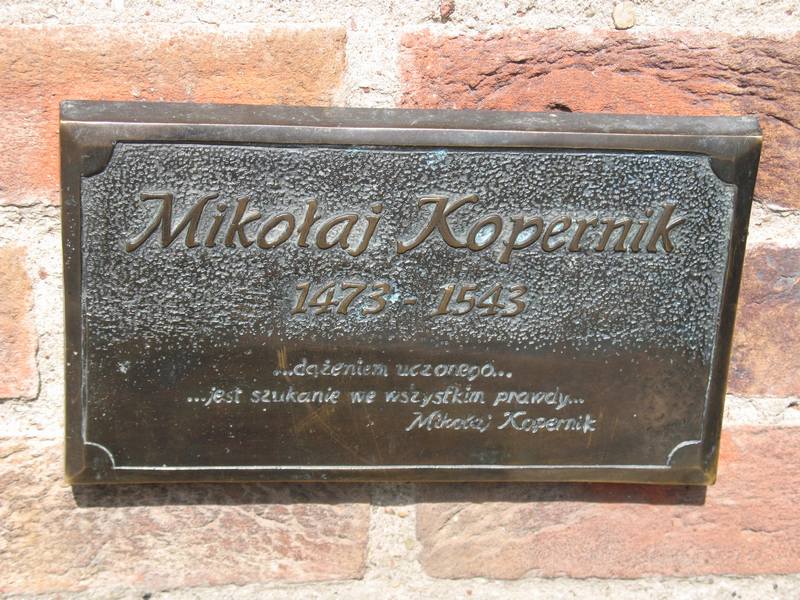 Mikołaj Kopernik
1473 - 1543
...dążeniem uczonego...
...jest szukanie we wszystkim prawdy...
Mikołaj Kopernik